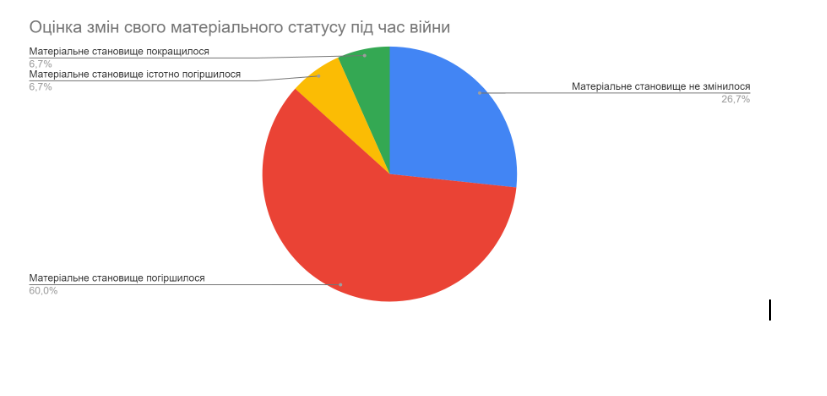 Оцінка змін свого матеріального статусу під час війни
Матеріальне становище покращилося
6,7%
Матеріальне становище істотно погіршилося
6,7%
Матеріальне становище не змінилося
26,7%
Матеріальне становище погіршилося
60,0%